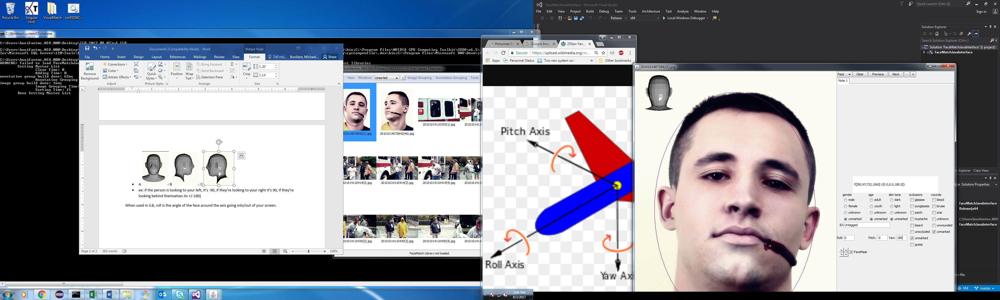 Recycle Bin
Singular (rxvt)
VisualMatch
runFDDBC...
C:\Windows\system32\cmd.exe
C:\Users\bonifantmc.NIH.000\Desktop\ILB_2017_08_03>cd ILB
C:\Users\bonifantmc.NIH.000\Desktop
les\Microsoft SQL Server\120\Tools\
C:\Users\bonifantmc.NIH.000\Desktop
WARNING: failed to load FaceMatchJav
Setting Master List
Clear Time: 0
Adding Time: 0
annotation group build done: 62ms
Annotation Grouping
image group build done: 16ms
Image Grouping Time:
Sorting Time: 15
Done Setting Master List
\bin;C:\Program Files\NVIDIA GPU Computing Toolkit\CUDA\v6.5\
ent libraries
Document1 [Compatibility Mode] - Word
Picture Tools
File Home Insert Design Layout References Mailings Review View Format Tell me... Bonifant, Michael... Share
Remove Background
Corrections
Color
Artistic Effects
Adjust
Quick Styles
Picture Styles
Position
Wrap Text
Bring Forward
Send Backward
Selection Pane
Arrange
Crop
1.26"
1.14"
Size
A B C
ex: if the person is looking to your left, it's -90, if they're looking to your right it's 90, if they're
looking behind themselves its +/-180)
When used in ILB, roll is the angle of the face around the axis going into/out of your screen.
Page 2 of 2 282 words
100%
bonifantmc.NIH.000\Pictures\CMAX2010 CD from James Charuhas\
View Windows Unsorted Image Grouping Annotation Grouping Tools
01014075842(1).jpg
20101014075842(46).jpg
20101014110355(1).jpg
2010101411
01014110414(2).jpg
20101014110414(3).jpg
20101014110414(4).jpg
2010101411
01014110430(2).jpg
20101014110430(3).jpg
20101014110430(4).jpg
2010101411
FaceMatch Library not loaded
Personnel St
Google Imag
250px-Yaw_
Secure https://upload.wikimedia.org/wi...
ABP
Apps Personnel Status Two new system can » Other bookmarks
Pitch Axis
Roll Axis
Yaw Ax
2:40 PM
8/3/2017
FaceMatchJavaInterface - Microsoft Visual Studio
Quick Launch (Ctrl+Q)
File Edit View Project Build Debug Team Tools Architecture Test Analyze Window Help
Sign in
Release x64 Local Windows Debugger
Solution Explorer
Search Solution Explorer (Ctrl+;)
Solution 'FaceMatchJavaInterface' (1 project)
FaceMatchJavaInterface
n Explorer Class View
ce Solution Properties
FaceMatchJavaInterface
Release|x64
C:\Users\bonifantmc.NIH
FaceMatchJavaInterface
n file.
VM master
20101014075842(1).jpg
Face Clear Previous Next - +
Note 1
f{[90,97;732,1065] r[0.0,0.0,180.0]}
gender age skin tone occlusions wounds
male adult dark glasses blood
female youth light sunglasses bruise
unknown unknown unknown patch scar
unmarked unmarked unmarked mustache unknown
ID: Untagged beard unwounded
unoccluded unmarked
Roll: 0 Pitch: -0 Yaw: 180 unmarked
guess
FaceMask